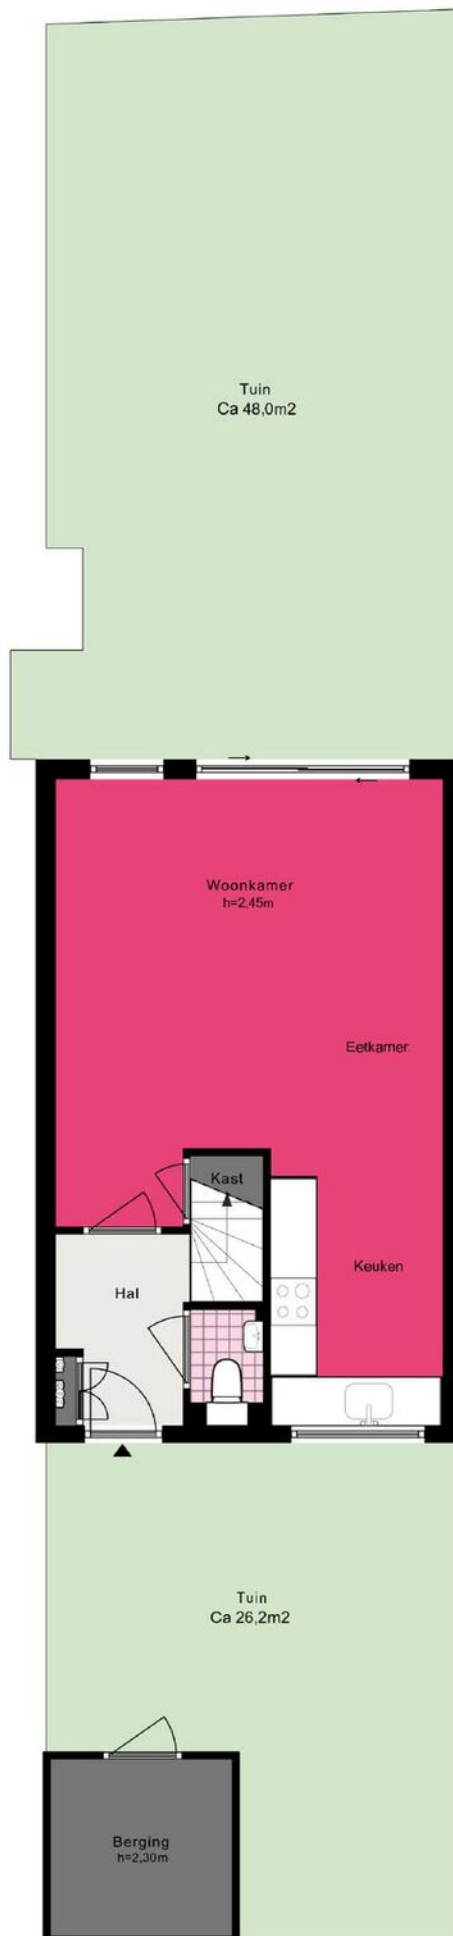 Tuin
Ca 48,0m2
Woonkamer
h=2,45m
Eetkamer
Kast
Keuken
Hal
Tuin
Ca 26,2m2
Berging
h=2,30m